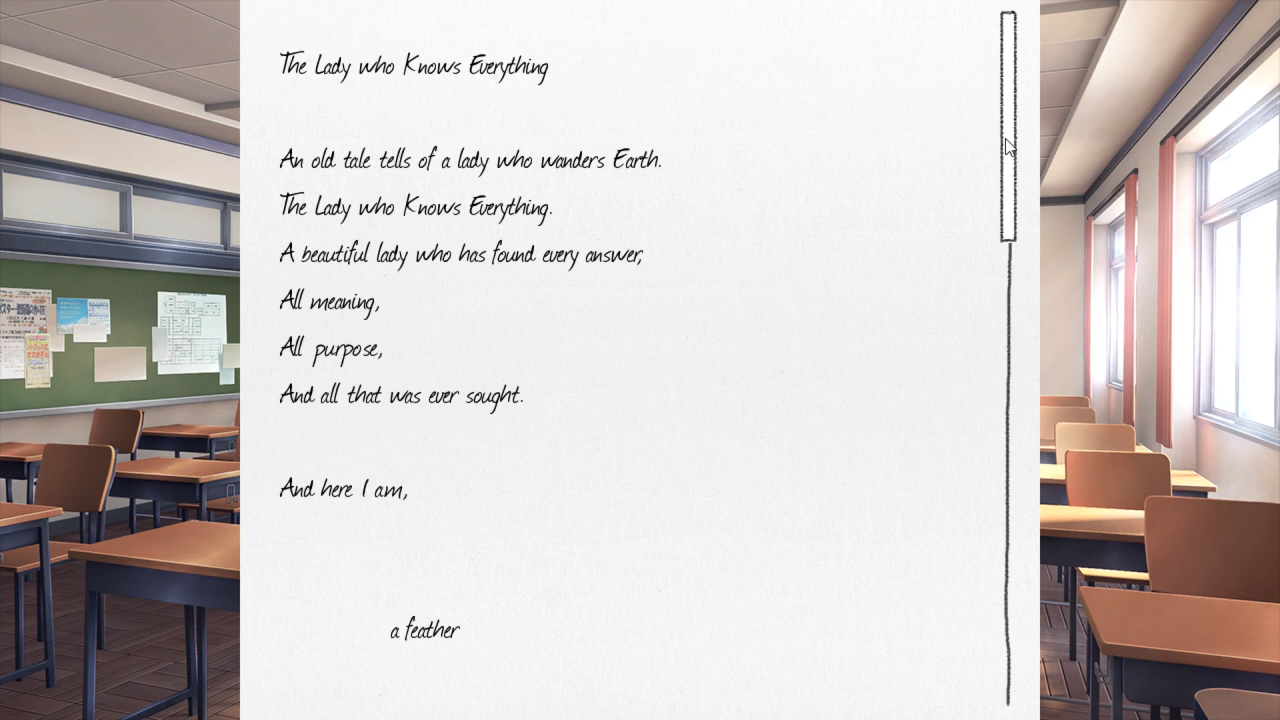 The Lady who Knows Everything
An old tale tells of a lady who wanders Earth.
The Lady who Knows Everything.
A beautiful lady who has found every answer,
All meaning,
All purpose,
And all that was ever sought.
And here I am,
a feather